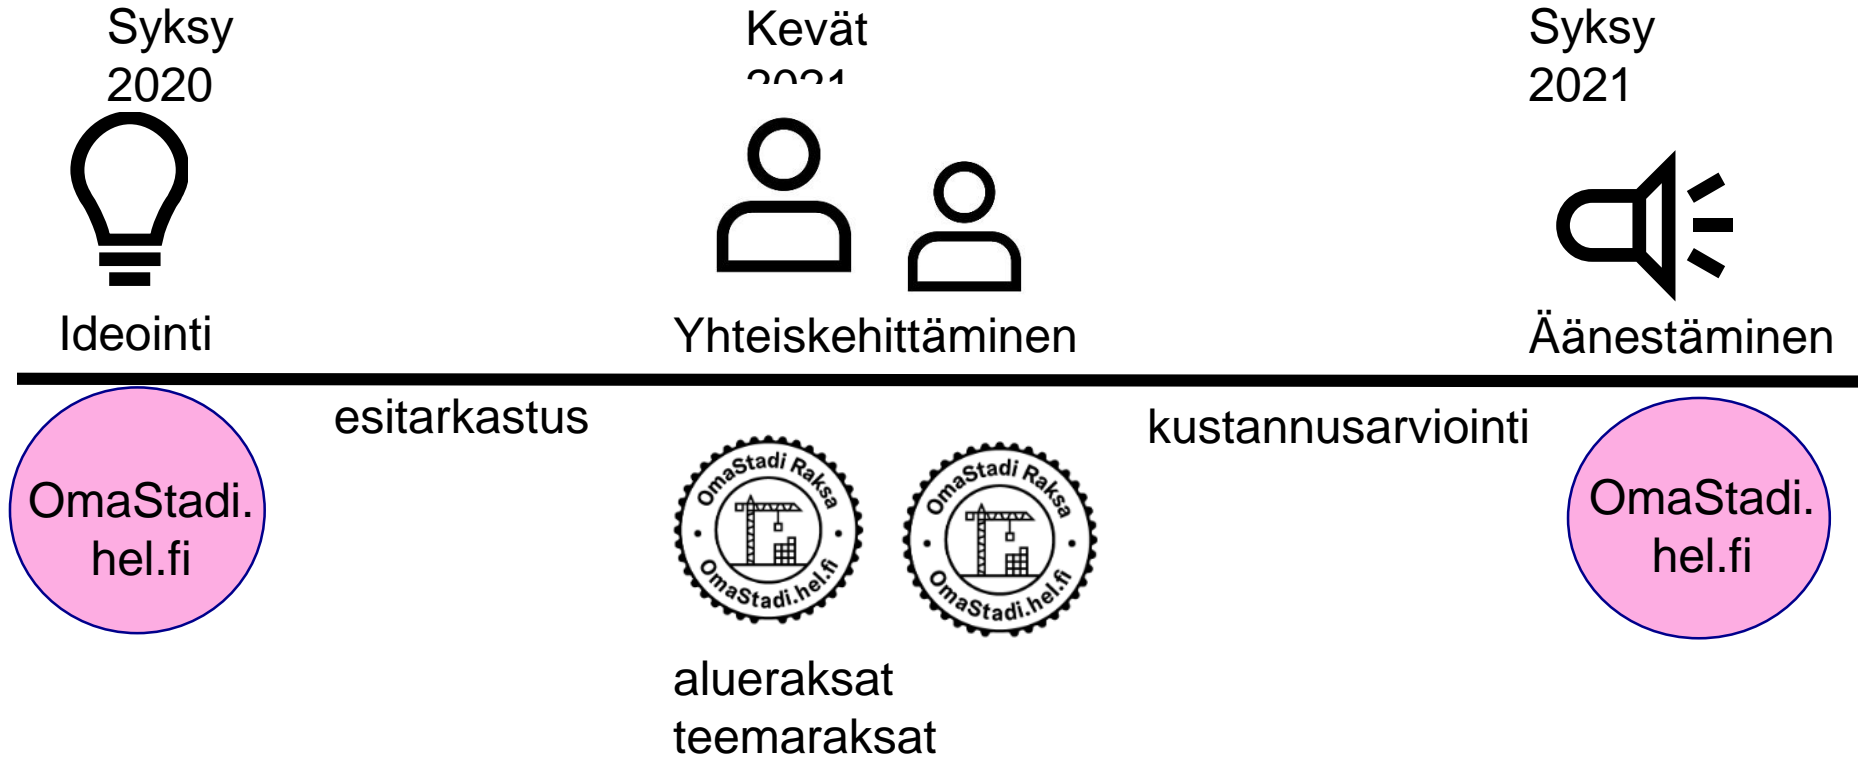 Syksy
2020
Kevät
2021
Syksy
2021
Ideointi
Yhteiskehittäminen
Äänestäminen
esitarkastus
kustannusarviointi
OmaStadi.
hel.fi
OmaStadi Raksa
OmaStadi.hel.fi
OmaStadi Raksa
OmaStadi.hel.fi
OmaStadi.
hel.fi
alueraksat
teemaraksat